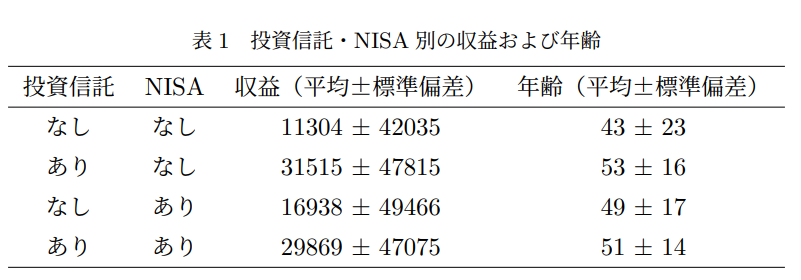 表 1　投資信託・NISA 別の収益および年齢
投資信託　NISA　収益（平均±標準偏差）　年齢（平均±標準偏差）
なし　なし　11304 ± 42035　43 ± 23
あり　なし　31515 ± 47815　53 ± 16
なし　あり　16938 ± 49466　49 ± 17
あり　あり　29869 ± 47075　51 ± 14